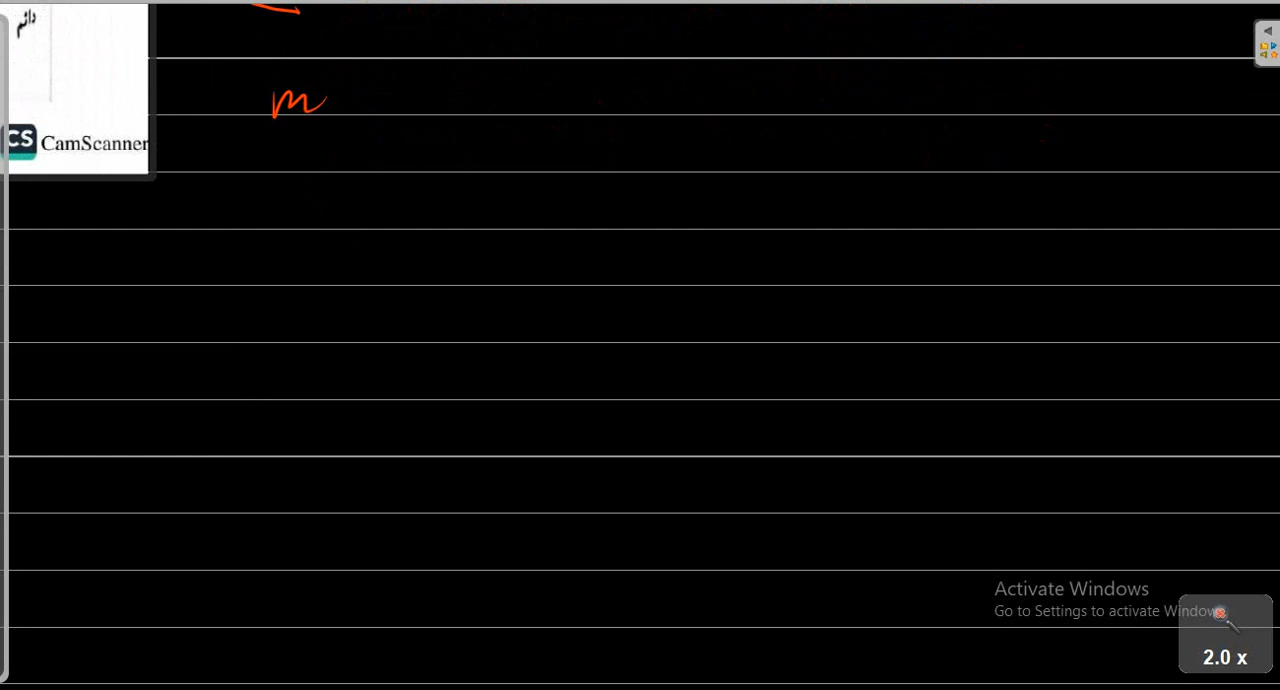 دائم
m
CS CamScanner
Activate Windows
Go to Settings to activate Windows
2.0 x